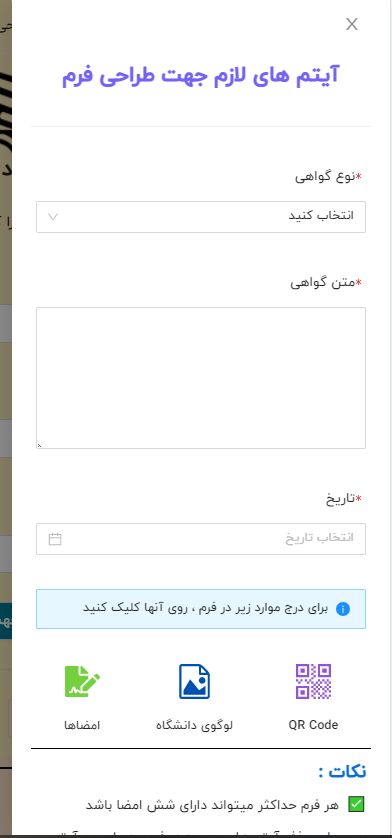 آیتم های لازم جهت طراحی فرم
*نوع گواهی
انتخاب کنید
*متن گواهی
*تاریخ
انتخاب تاریخ
برای درج موارد زیر در فرم ، روی آنها کلیک کنید
QR Code
لوگوی دانشگاه
امضاها
نکات :
هر فرم حداکثر میتواند دارای شش امضا باشد